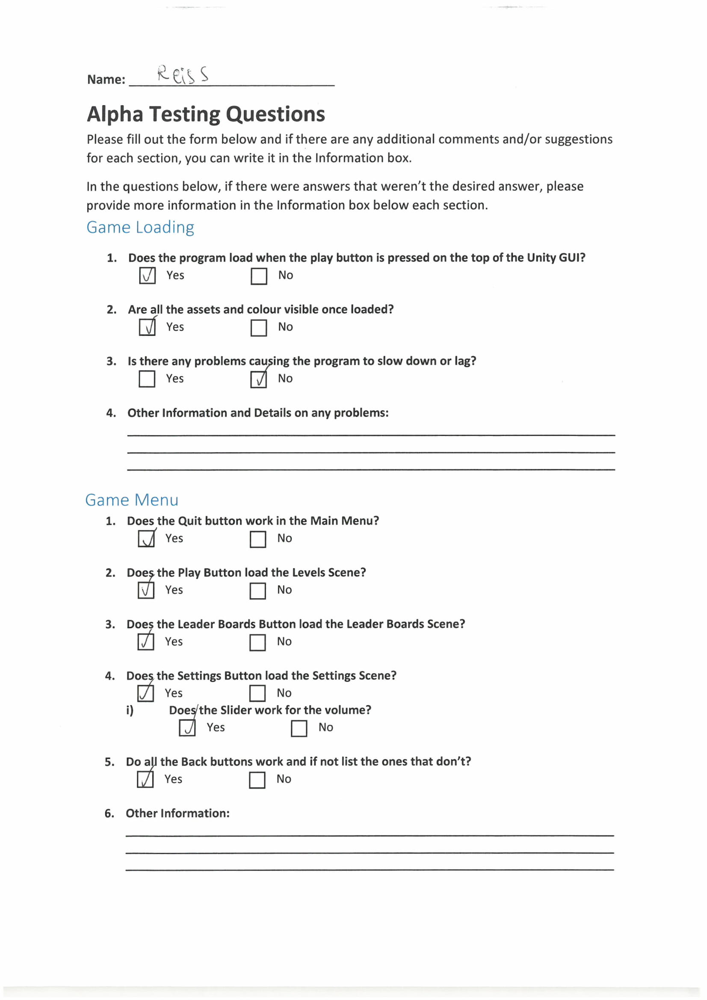 Name: Reiss
Alpha Testing Questions
Please fill out the form below and if there are any additional comments and/or suggestions
for each section, you can write it in the Information box.
In the questions below, if there were answers that weren't the desired answer, please
provide more information in the Information box below each section.
Game Loading
1. Does the program load when the play button is pressed on the top of the Unity GUI?
☑ Yes ☐ No
2. Are all the assets and colour visible once loaded?
☑ Yes ☐ No
3. Is there any problems causing the program to slow down or lag?
☐ Yes ☑ No
4. Other Information and Details on any problems:
Game Menu
1. Does the Quit button work in the Main Menu?
☑ Yes ☐ No
2. Does the Play Button load the Levels Scene?
☑ Yes ☐ No
3. Does the Leader Boards Button load the Leader Boards Scene?
☑ Yes ☐ No
4. Does the Settings Button load the Settings Scene?
☑ Yes ☐ No
i) Does the Slider work for the volume?
☑ Yes ☐ No
5. Do all the Back buttons work and if not list the ones that don't?
☑ Yes ☐ No
6. Other Information: